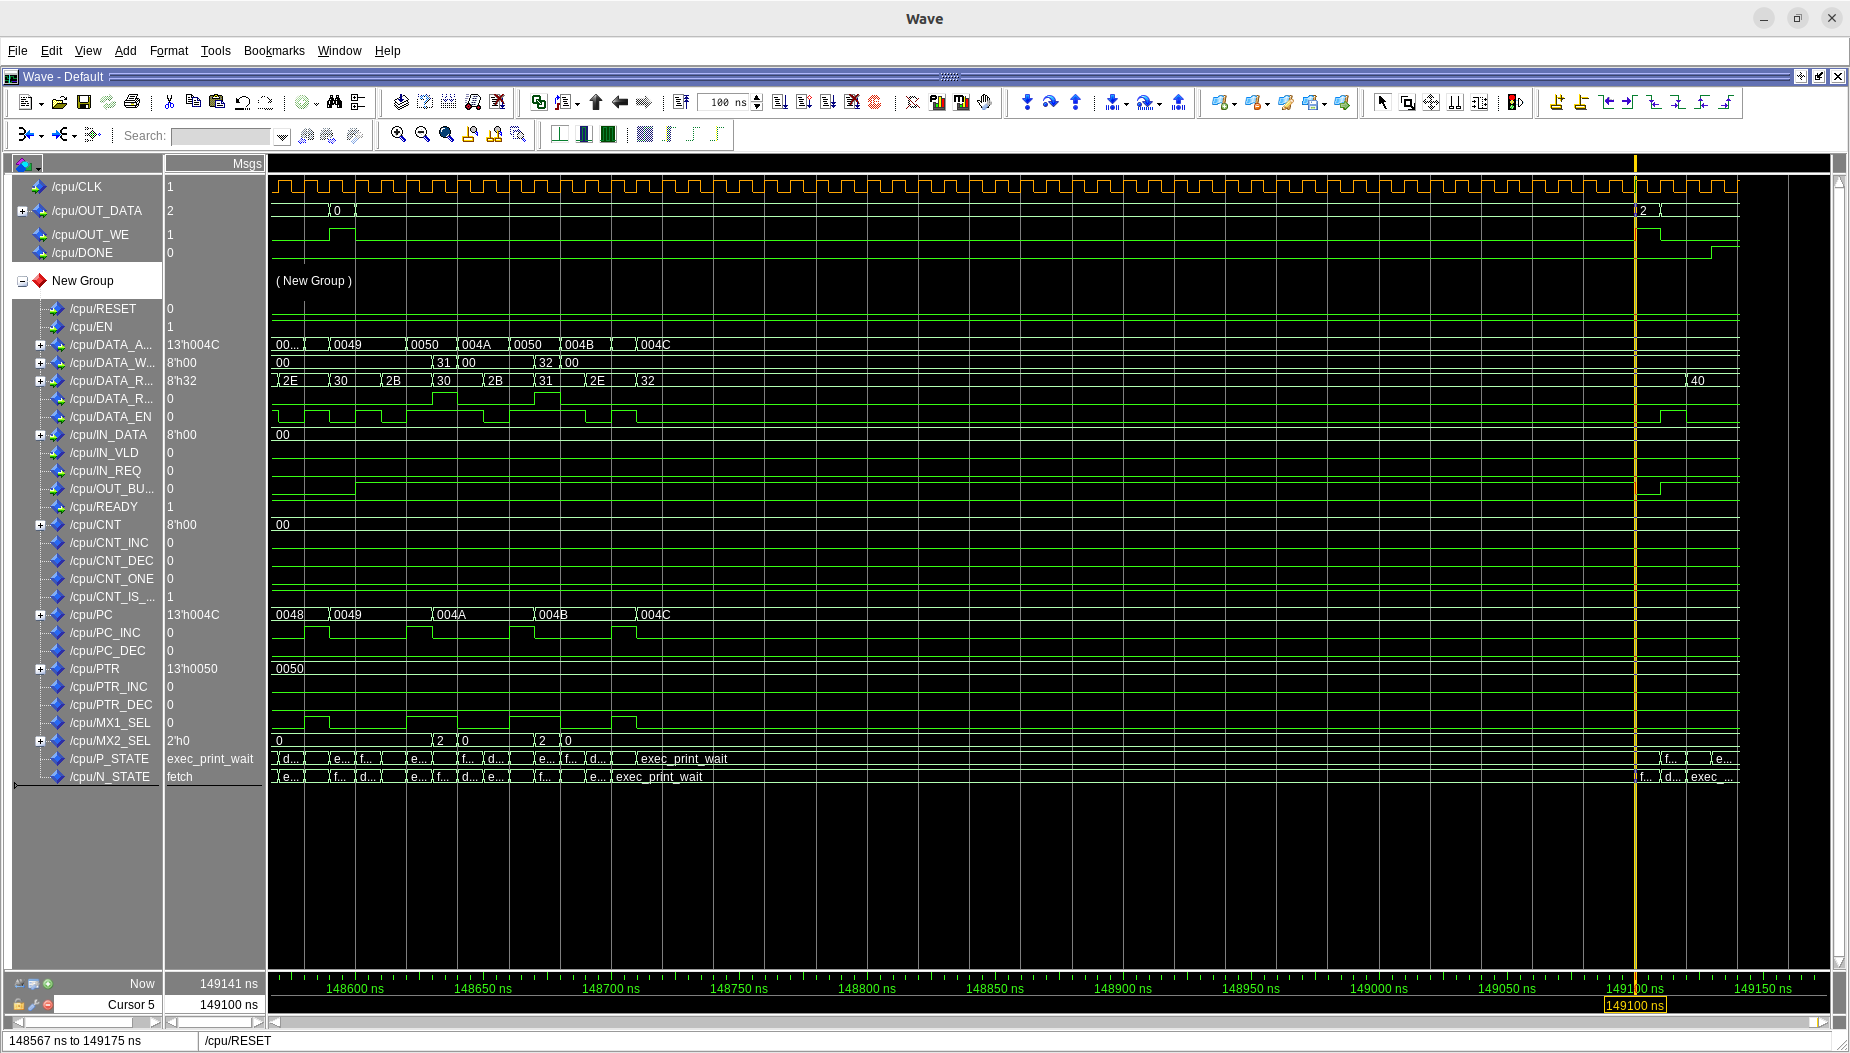 Wave
File Edit View Add Format Tools Bookmarks Window Help
Wave - Default
100 ns
Search:
Msgs
/cpu/CLK 1
/cpu/OUT_DATA 2 0 2
/cpu/OUT_WE 1
/cpu/DONE 0
New Group ( New Group )
/cpu/RESET 0
/cpu/EN 1
/cpu/DATA_A... 13'h004C 00... 0049 0050 004A 0050 004B 004C
/cpu/DATA_W... 8'h00 00 31 00 32 00
/cpu/DATA_R... 8'h32 2E 30 2B 30 2B 31 2E 32 40
/cpu/DATA_R... 0
/cpu/DATA_EN 0
/cpu/IN_DATA 8'h00 00
/cpu/IN_VLD 0
/cpu/IN_REQ 0
/cpu/OUT_BU... 0
/cpu/READY 1
/cpu/CNT 8'h00 00
/cpu/CNT_INC 0
/cpu/CNT_DEC 0
/cpu/CNT_ONE 0
/cpu/CNT_IS_... 1
/cpu/PC 13'h004C 0048 0049 004A 004B 004C
/cpu/PC_INC 0
/cpu/PC_DEC 0
/cpu/PTR 13'h0050 0050
/cpu/PTR_INC 0
/cpu/PTR_DEC 0
/cpu/MX1_SEL 0
/cpu/MX2_SEL 2'h0 0 2 0 2 0
/cpu/P_STATE exec_print_wait d... e... f... e... f... d... e... f... d... exec_print_wait f... e...
/cpu/N_STATE fetch e... f... d... e... f... d... e... f... e... exec_print_wait f... d... exec_...
Now 149141 ns 148600 ns 148650 ns 148700 ns 148750 ns 148800 ns 148850 ns 148900 ns 148950 ns 149000 ns 149050 ns 149100 ns 149150 ns
Cursor 5 149100 ns 149100 ns
148567 ns to 149175 ns /cpu/RESET